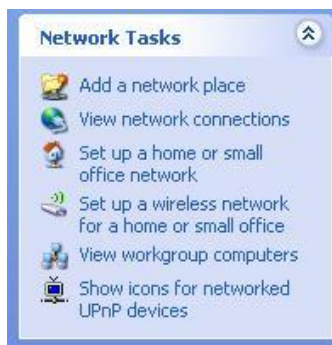 Network Tasks
Add a network place
View network connections
Set up a home or small
office network
Set up a wireless network
for a home or small office
View workgroup computers
Show icons for networked
UPnP devices